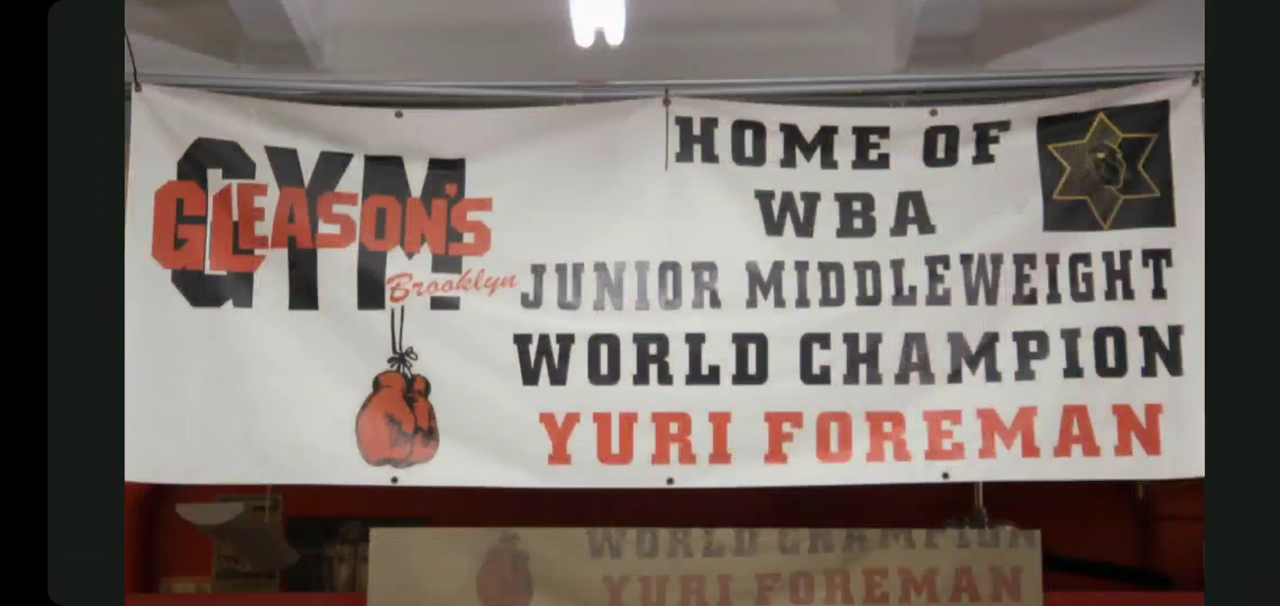 GYM
GLEASON'S
Brooklyn
HOME OF
WBA
JUNIOR MIDDLEWEIGHT
WORLD CHAMPION
YURI FOREMAN
WORLD CHAMPION
YURI FOREMAN